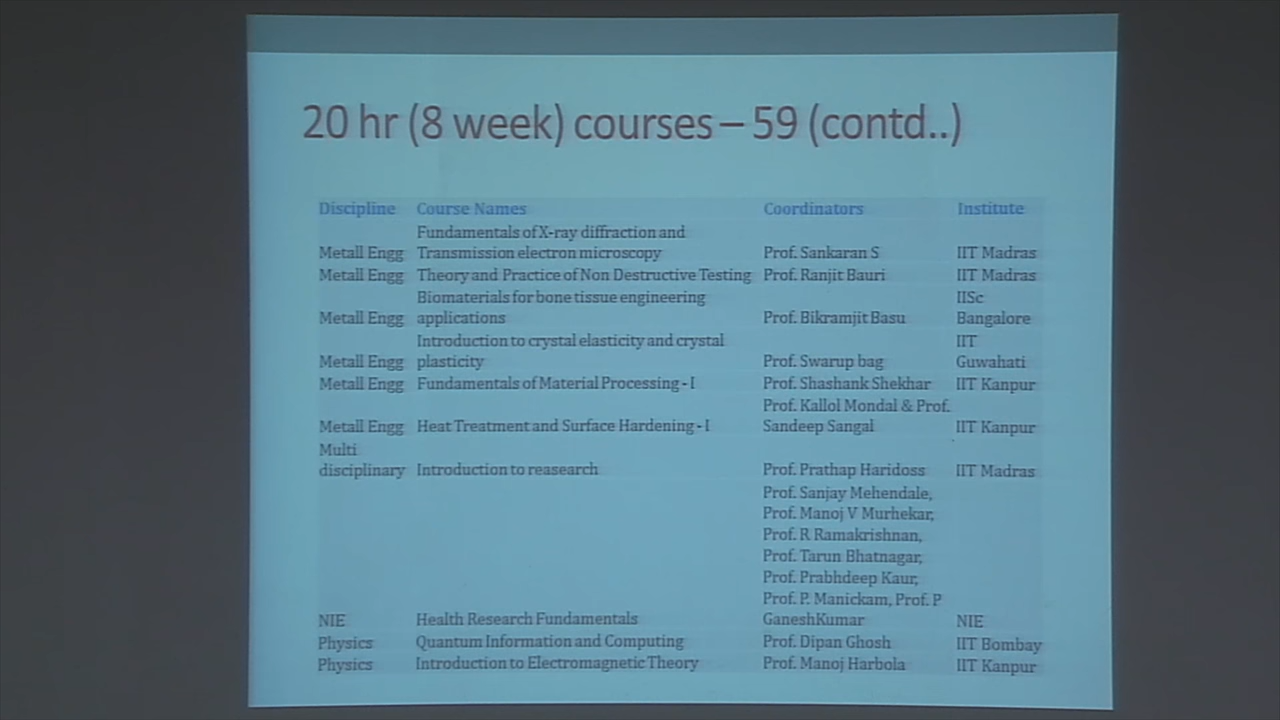 20 hr (8 week) courses – 59 (contd..)
Discipline Course Names Coordinators Institute
Fundamentals of X-ray diffraction and
Metall Engg Transmission electron microscopy Prof. Sankaran S IIT Madras
Metall Engg Theory and Practice of Non Destructive Testing Prof. Ranjit Bauri IIT Madras
Biomaterials for bone tissue engineering IISc
Metall Engg applications Prof. Bikramjit Basu Bangalore
Introduction to crystal elasticity and crystal IIT
Metall Engg plasticity Prof. Swarup bag Guwahati
Metall Engg Fundamentals of Material Processing - I Prof. Shashank Shekhar IIT Kanpur
Prof. Kallol Mondal & Prof.
Metall Engg Heat Treatment and Surface Hardening - I Sandeep Sangal IIT Kanpur
Multi
disciplinary Introduction to reasearch Prof. Prathap Haridoss IIT Madras
Prof. Sanjay Mehendale,
Prof. Manoj V Murhekar,
Prof. R Ramakrishnan,
Prof. Tarun Bhatnagar,
Prof. Prabhdeep Kaur,
Prof. P. Manickam, Prof. P
NIE Health Research Fundamentals GaneshKumar NIE
Physics Quantum Information and Computing Prof. Dipan Ghosh IIT Bombay
Physics Introduction to Electromagnetic Theory Prof. Manoj Harbola IIT Kanpur